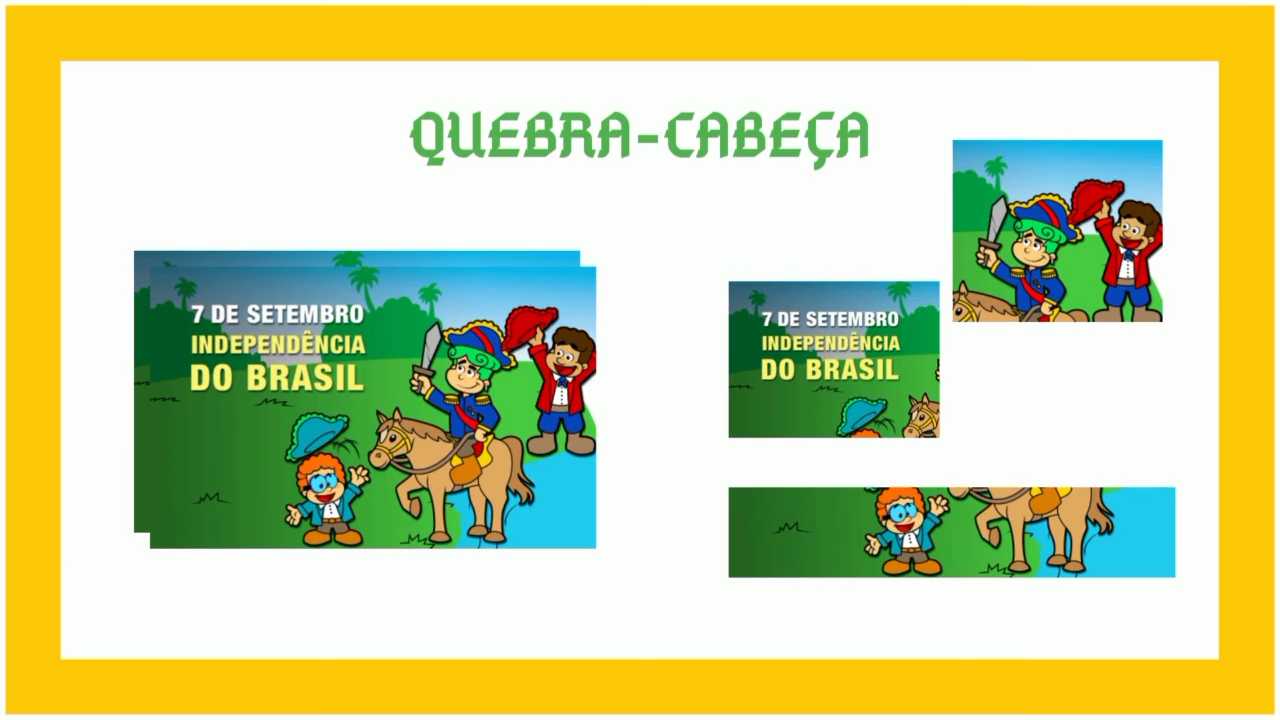 QUEBRA-CABEÇA
7 DE SETEMBRO
INDEPENDÊNCIA
DO BRASIL
7 DE SETEMBRO
INDEPENDÊNCIA
DO BRASIL